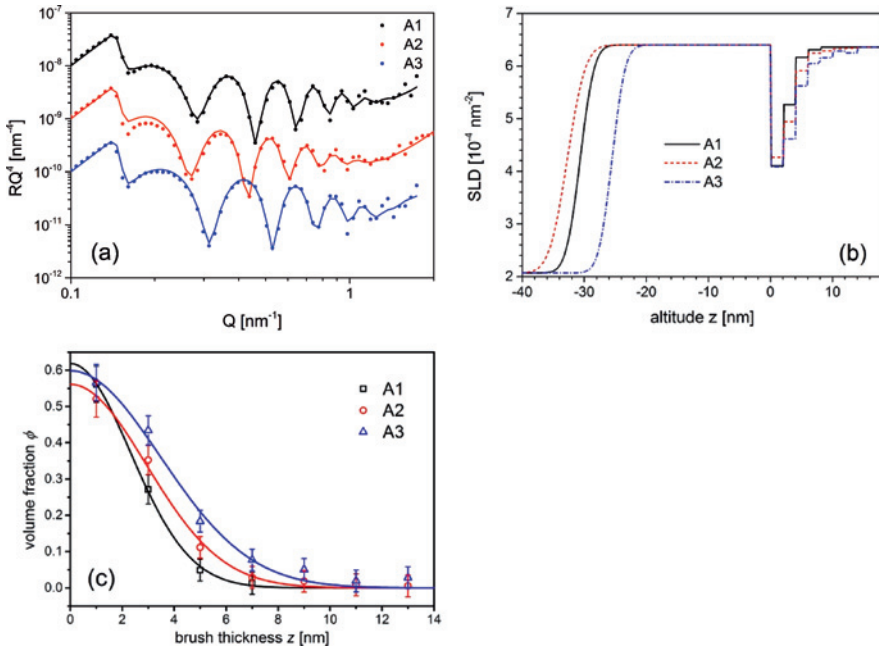 10⁻⁷
10⁻⁸
10⁻⁹
10⁻¹⁰
10⁻¹¹
10⁻¹²
RQ⁴ [nm⁻⁴]
A1
A2
A3
(a)
0.1
1
Q [nm⁻¹]
(b)
7
6
5
4
3
2
SLD [10⁻⁴ nm⁻²]
A1
A2
A3
(b)
-40
-30
-20
-10
0
10
altitude z [nm]
0.6
0.5
0.4
0.3
0.2
0.1
0.0
volume fraction ϕ
A1
A2
A3
(c)
0
2
4
6
8
10
12
14
brush thickness z [nm]